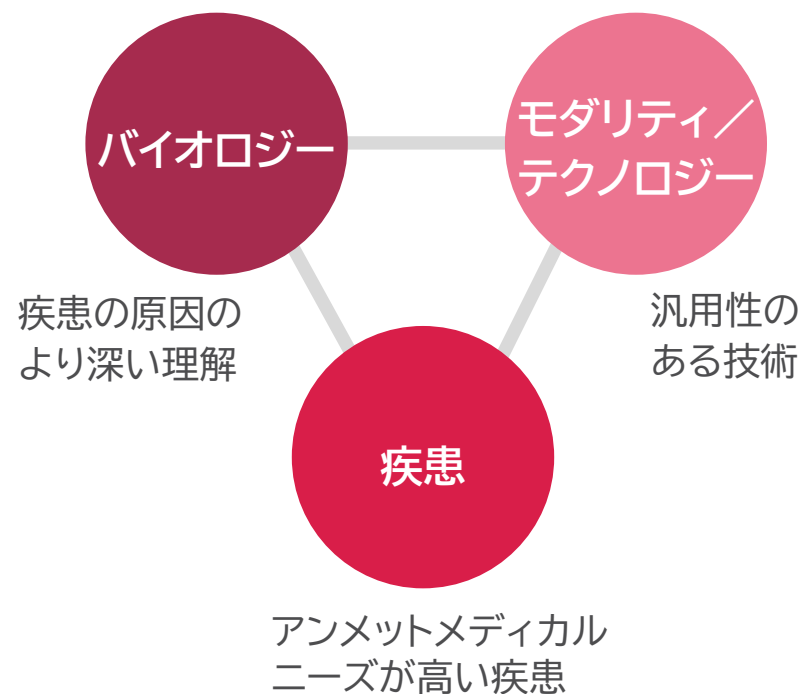 バイオロジー
モダリティ／
テクノロジー
疾患の原因の
より深い理解
汎用性の
ある技術
疾患
アンメットメディカル
ニーズが高い疾患